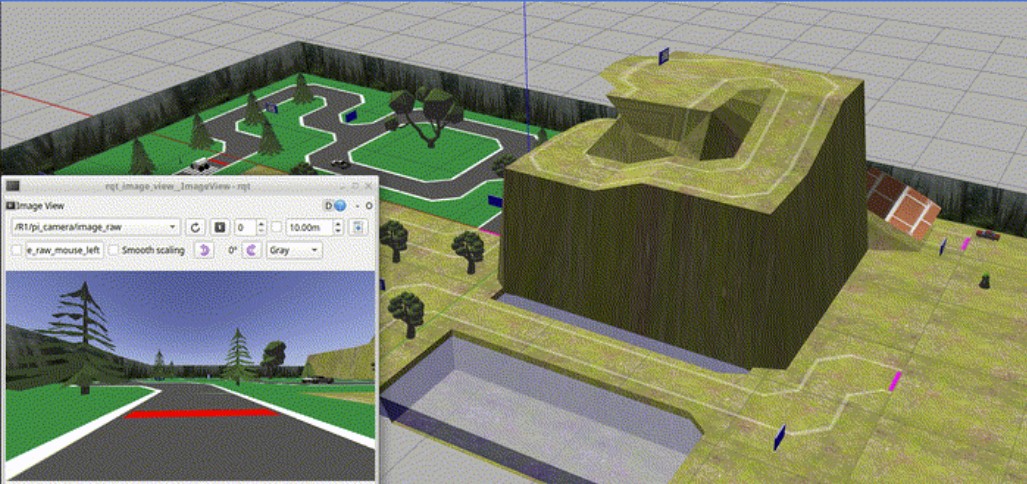 rqt_image_view__ImageView - rqt
Image View
D - O
/R1/pi_camera/image_raw 0 10.00m
e_raw_mouse_left Smooth scaling 0° Gray